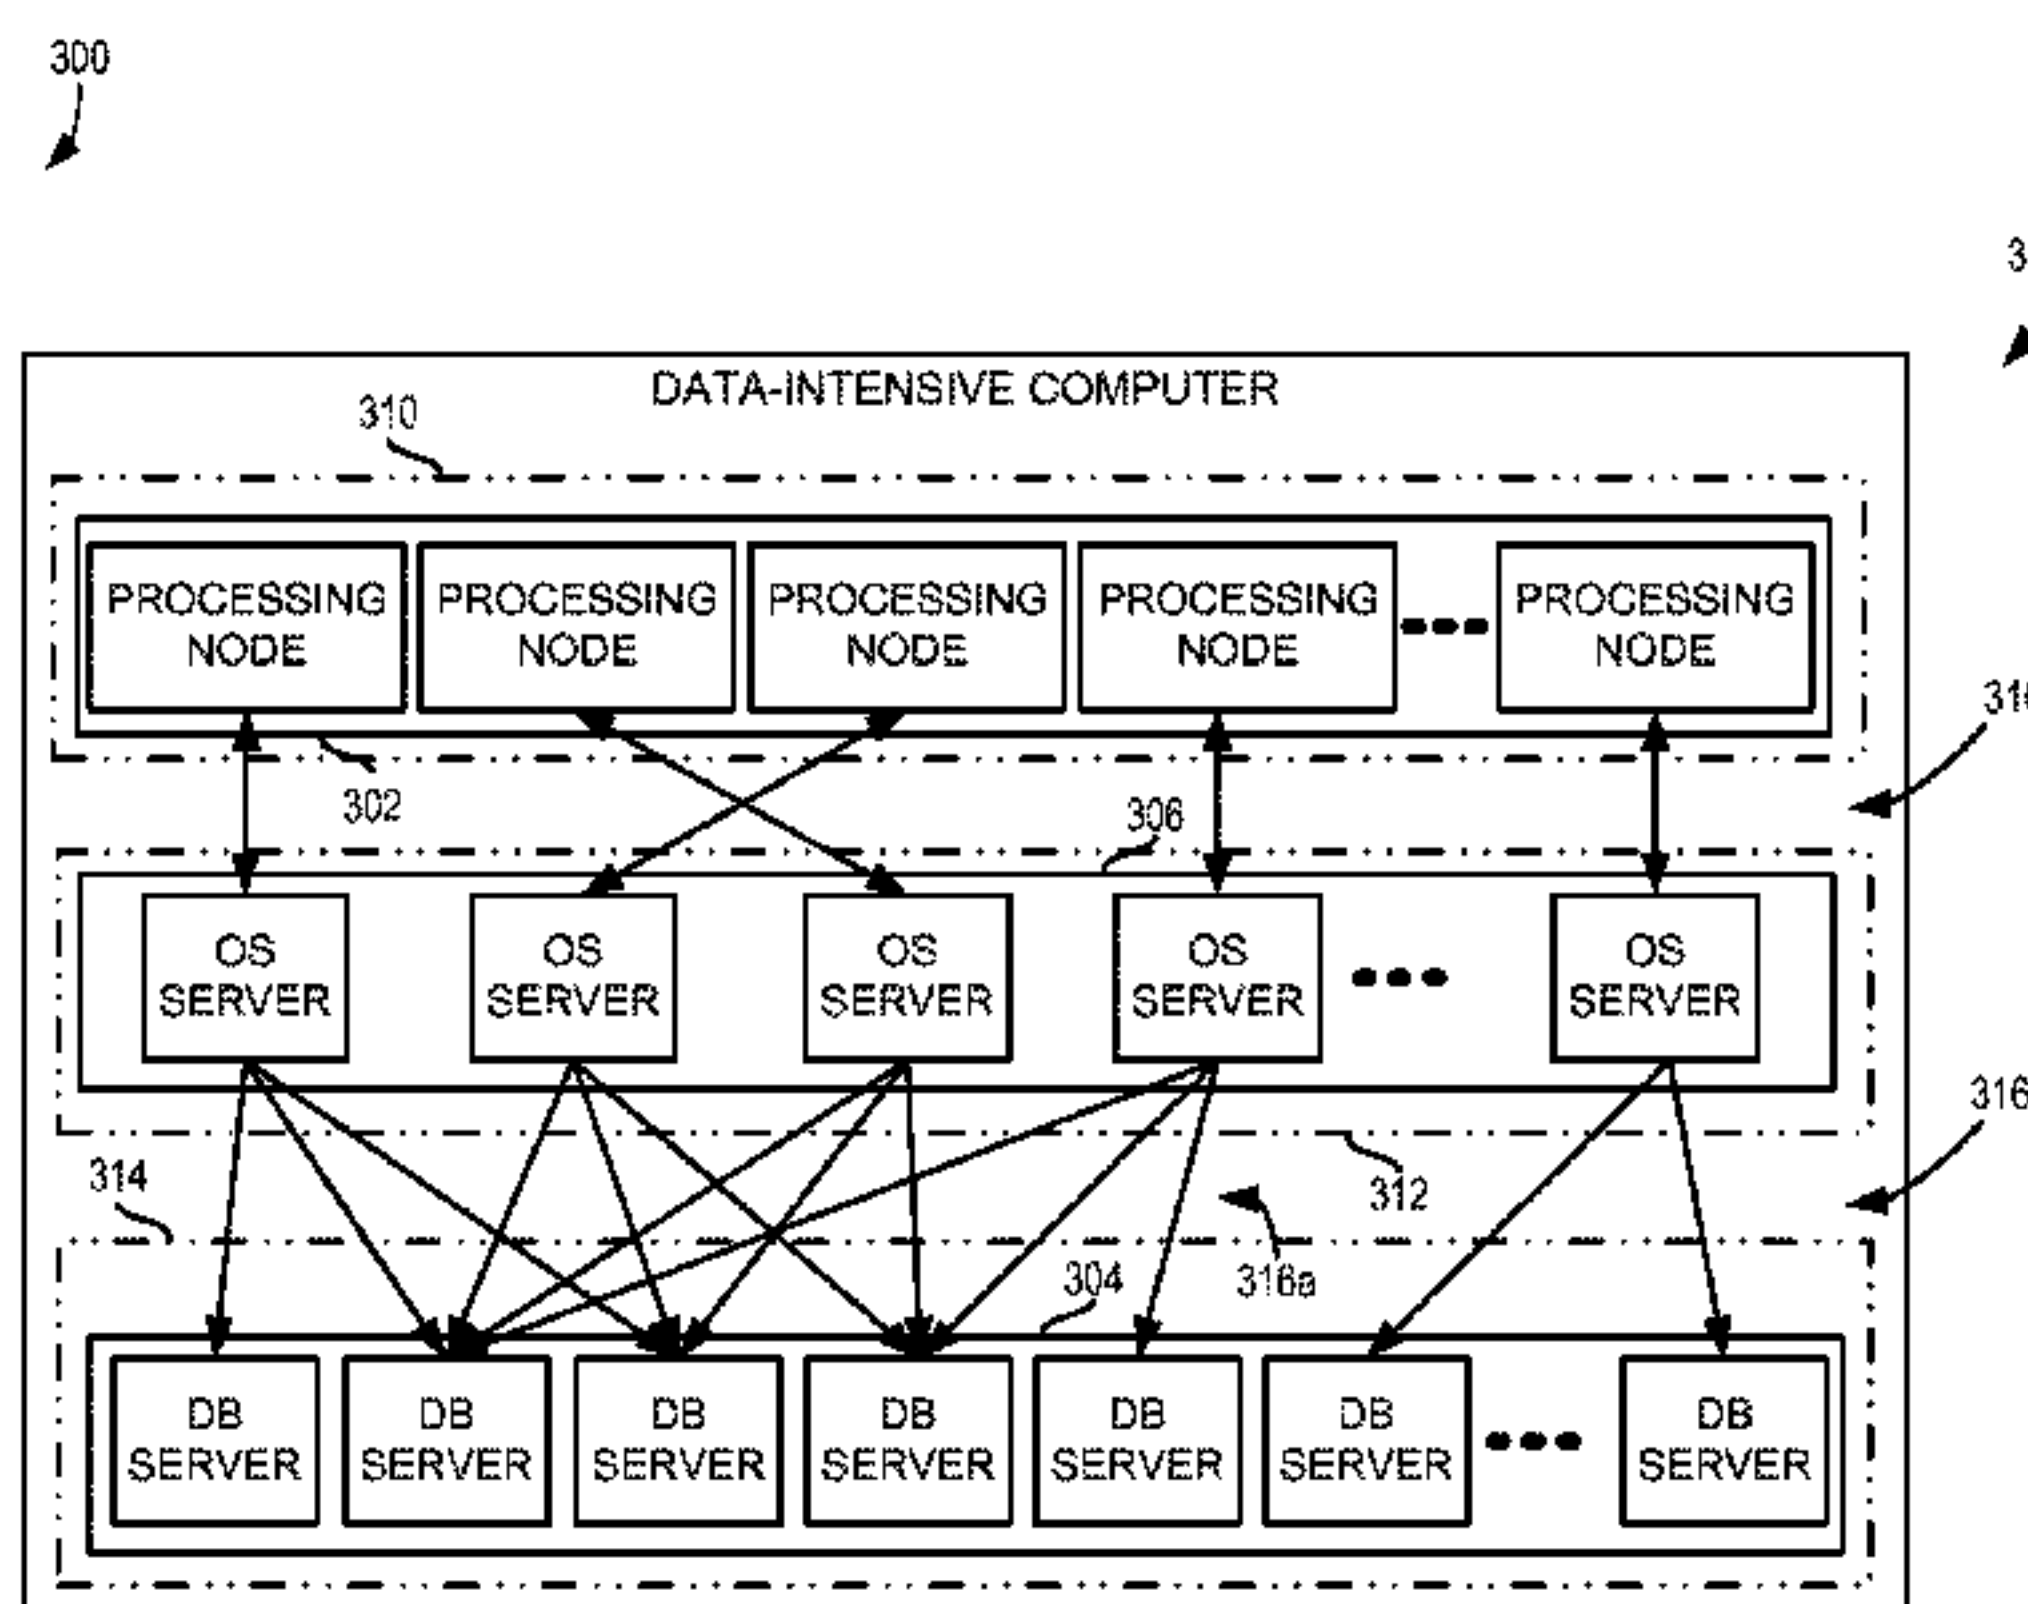 300
DATA-INTENSIVE COMPUTER
310
PROCESSING NODE
PROCESSING NODE
PROCESSING NODE
PROCESSING NODE
PROCESSING NODE
302
306
OS SERVER
OS SERVER
OS SERVER
OS SERVER
OS SERVER
316
314
312
316a
304
DB SERVER
DB SERVER
DB SERVER
DB SERVER
DB SERVER
DB SERVER
DB SERVER